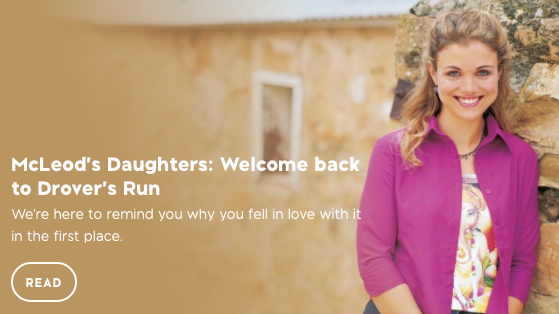 McLeod's Daughters: Welcome back
to Drover's Run
We're here to remind you why you fell in love with it
in the first place.
READ